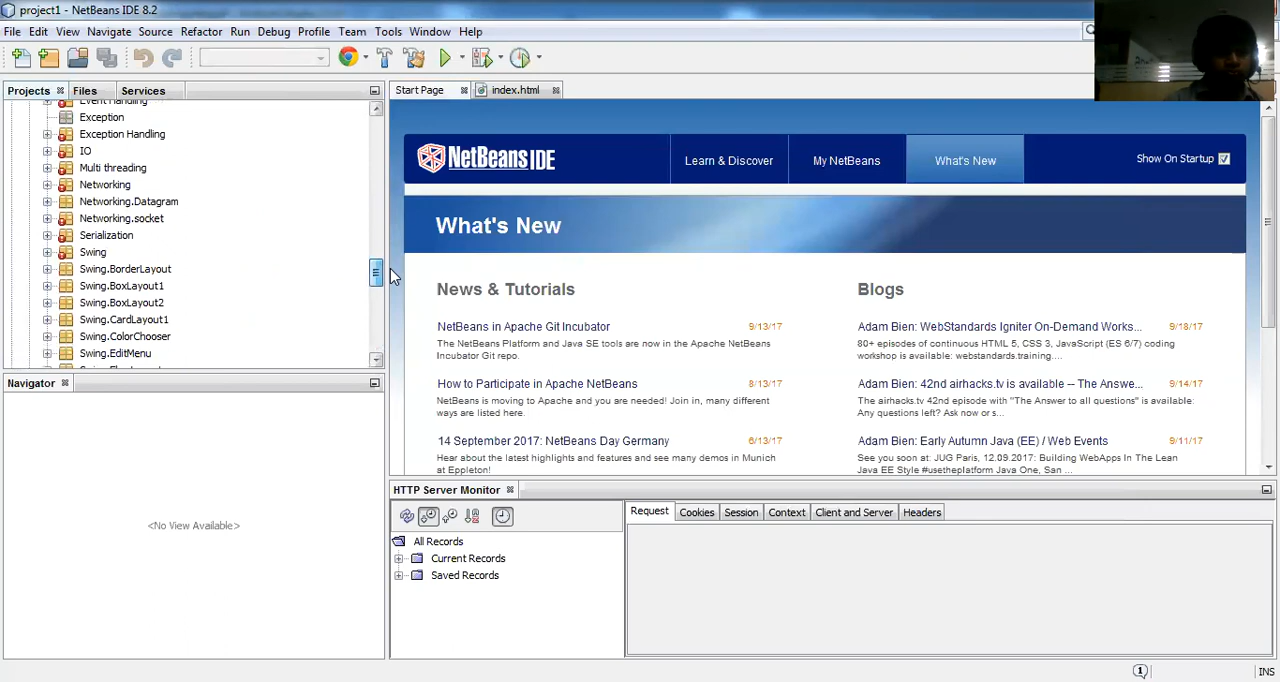 project1 - NetBeans IDE 8.2
File Edit View Navigate Source Refactor Run Debug Profile Team Tools Window Help
Projects Files Services
Start Page index.html
Event Handling
Exception
Exception Handling
IO
Multi threading
Networking
Networking.Datagram
Networking.socket
Serialization
Swing
Swing.BorderLayout
Swing.BoxLayout1
Swing.BoxLayout2
Swing.CardLayout1
Swing.ColorChooser
Swing.EditMenu
Navigator
<No View Available>
NetBeans IDE
Learn & Discover
My NetBeans
What's New
Show On Startup
What's New
News & Tutorials
NetBeans in Apache Git Incubator 9/13/17
The NetBeans Platform and Java SE tools are now in the Apache NetBeans
Incubator Git repo.
How to Participate in Apache NetBeans 8/13/17
NetBeans is moving to Apache and you are needed! Join in, many different
ways are listed here.
14 September 2017: NetBeans Day Germany 6/13/17
Hear about the latest highlights and features and see many demos in Munich
at Eppleton!
Blogs
Adam Bien: WebStandards Igniter On-Demand Works... 9/18/17
80+ episodes of continuous HTML 5, CSS 3, JavaScript (ES 6/7) coding
workshop is available: webstandards.training....
Adam Bien: 42nd airhacks.tv is available -- The Answe... 9/14/17
The airhacks.tv 42nd episode with "The Answer to all questions" is available:
Any questions left? Ask now or s...
Adam Bien: Early Autumn Java (EE) / Web Events 9/11/17
See you soon at: JUG Paris, 12.09.2017: Building WebApps In The Lean
Java EE Style #usetheplatform Java One, San ...
HTTP Server Monitor
All Records
Current Records
Saved Records
Request Cookies Session Context Client and Server Headers
1 INS